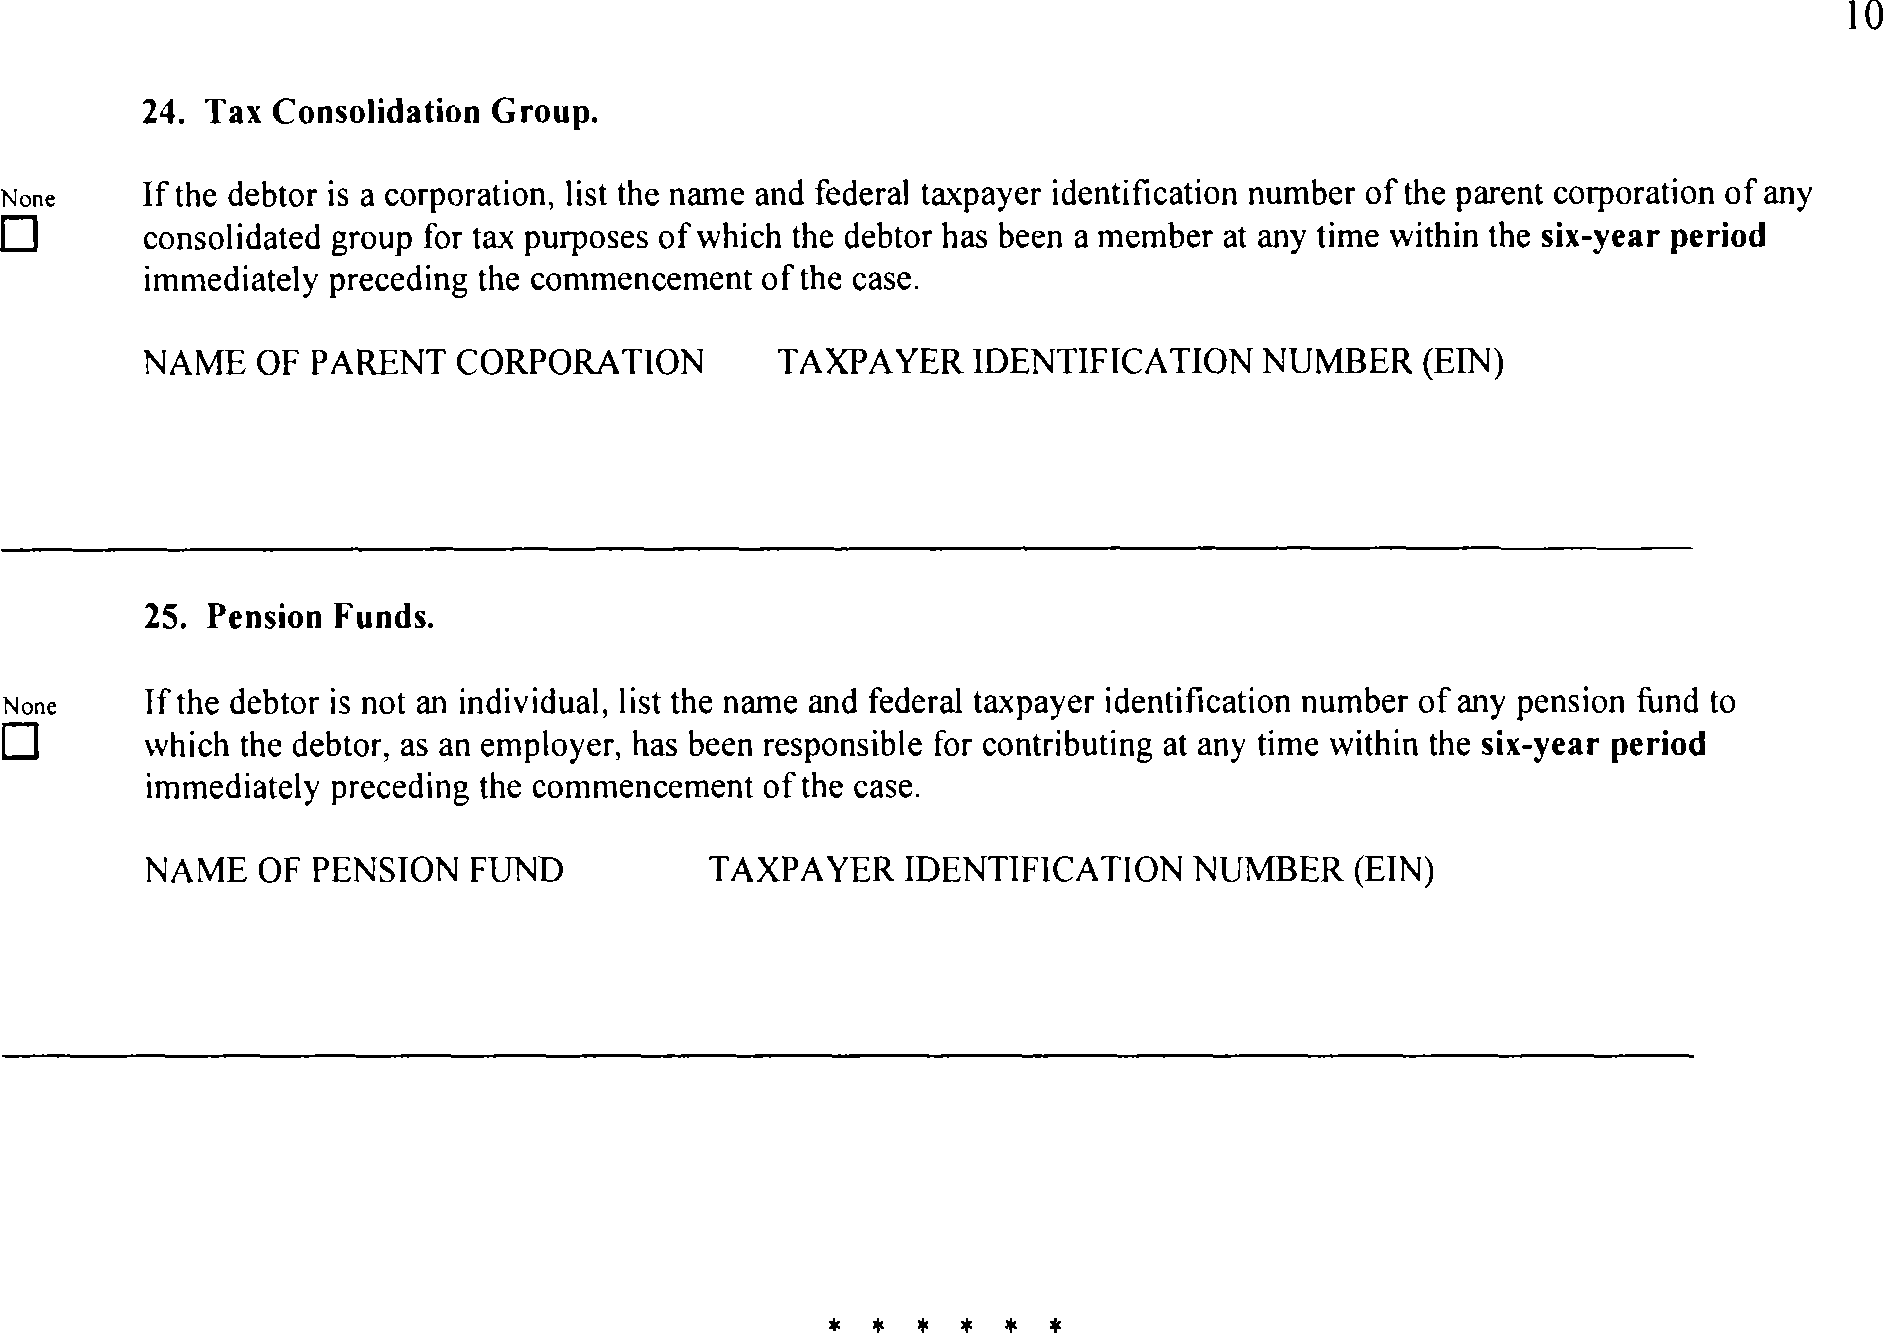 10
24. Tax Consolidation Group.
None
If the debtor is a corporation, list the name and federal taxpayer identification number of the parent corporation of any
consolidated group for tax purposes of which the debtor has been a member at any time within the six-year period
immediately preceding the commencement of the case.
NAME OF PARENT CORPORATION TAXPAYER IDENTIFICATION NUMBER (EIN)
25. Pension Funds.
None
If the debtor is not an individual, list the name and federal taxpayer identification number of any pension fund to
which the debtor, as an employer, has been responsible for contributing at any time within the six-year period
immediately preceding the commencement of the case.
NAME OF PENSION FUND TAXPAYER IDENTIFICATION NUMBER (EIN)
* * * * * *